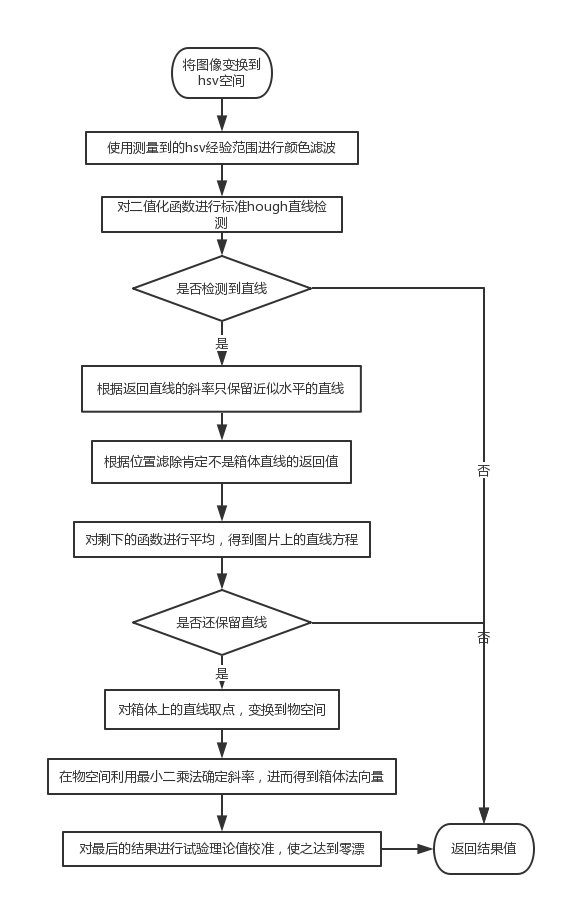 将图像变换到
hsv空间
使用测量到的hsv经验范围进行颜色滤波
对二值化函数进行标准hough直线检
测
是否检测到直线
是
根据返回直线的斜率只保留近似水平的直线
根据位置滤除肯定不是箱体直线的返回值
否
对剩下的函数进行平均，得到图片上的直线方程
是否还保留直线
否
是
对箱体上的直线取点，变换到物空间
在物空间利用最小二乘法确定斜率，进而得到箱体法向量
对最后的结果进行试验理论值校准，使之达到零漂
返回结果值